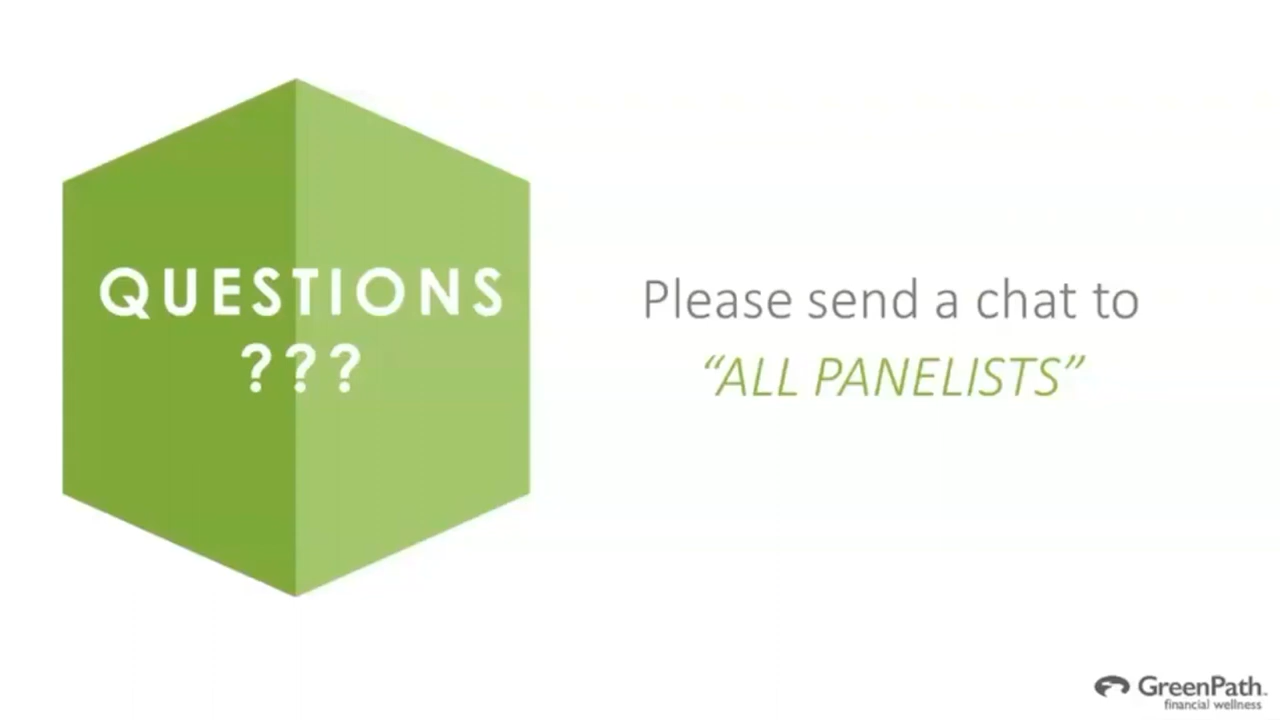 QUESTIONS
???
Please send a chat to
“ALL PANELISTS”
GreenPath
financial wellness